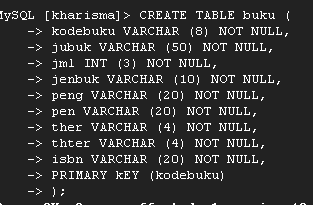 MySQL [kharisma]> CREATE TABLE buku (
-> kodebuku VARCHAR (8) NOT NULL,
-> jubuk VARCHAR (50) NOT NULL,
-> jml INT (3) NOT NULL,
-> jenbuk VARCHAR (10) NOT NULL,
-> peng VARCHAR (20) NOT NULL,
-> pen VARCHAR (20) NOT NULL,
-> ther VARCHAR (4) NOT NULL,
-> thter VARCHAR (4) NOT NULL,
-> isbn VARCHAR (20) NOT NULL,
-> PRIMARY kEY (kodebuku)
-> );